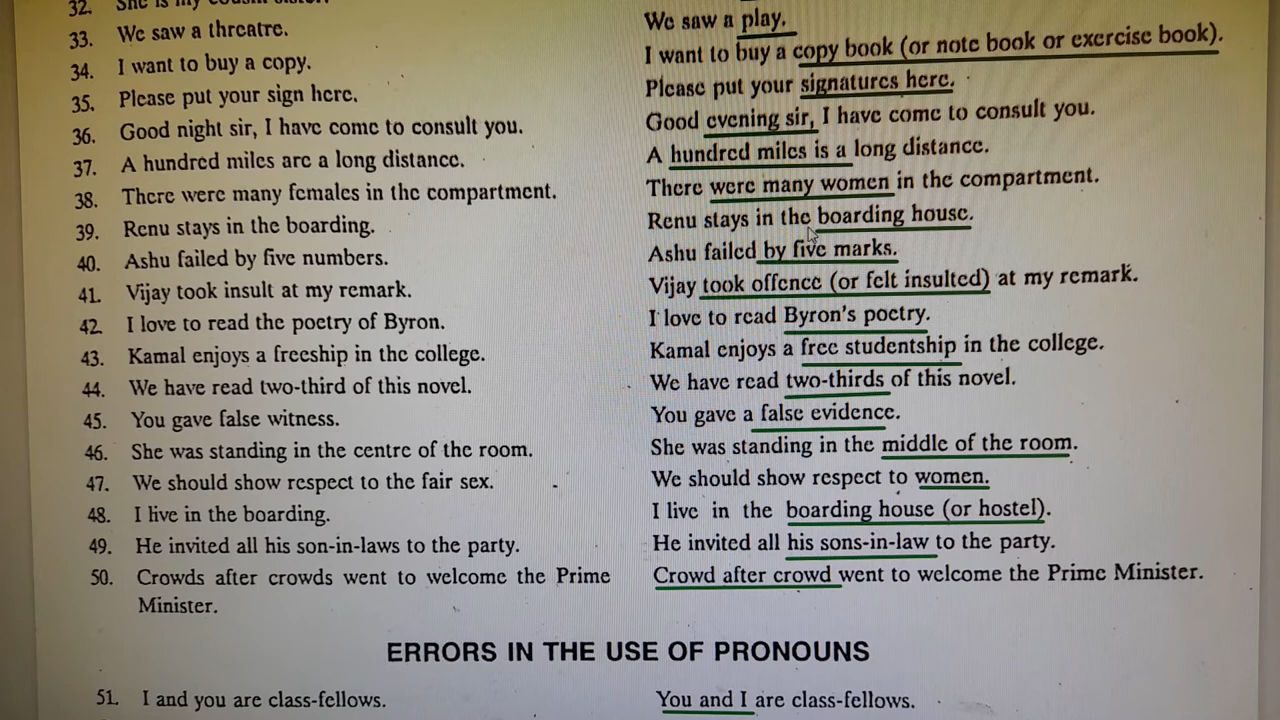 32. She is my cousin sister.
33. We saw a threatre. We saw a play.
34. I want to buy a copy. I want to buy a copy book (or note book or exercise book).
35. Please put your sign here. Please put your signatures here.
36. Good night sir, I have come to consult you. Good evening sir, I have come to consult you.
37. A hundred miles are a long distance. A hundred miles is a long distance.
38. There were many females in the compartment. There were many women in the compartment.
39. Renu stays in the boarding. Renu stays in the boarding house.
40. Ashu failed by five numbers. Ashu failed by five marks.
41. Vijay took insult at my remark. Vijay took offence (or felt insulted) at my remark.
42. I love to read the poetry of Byron. I love to read Byron's poetry.
43. Kamal enjoys a freeship in the college. Kamal enjoys a free studentship in the college.
44. We have read two-third of this novel. We have read two-thirds of this novel.
45. You gave false witness. You gave a false evidence.
46. She was standing in the centre of the room. She was standing in the middle of the room.
47. We should show respect to the fair sex. We should show respect to women.
48. I live in the boarding. I live in the boarding house (or hostel).
49. He invited all his son-in-laws to the party. He invited all his sons-in-law to the party.
50. Crowds after crowds went to welcome the Prime Crowd after crowd went to welcome the Prime Minister.
Minister.
ERRORS IN THE USE OF PRONOUNS
51. I and you are class-fellows. You and I are class-fellows.